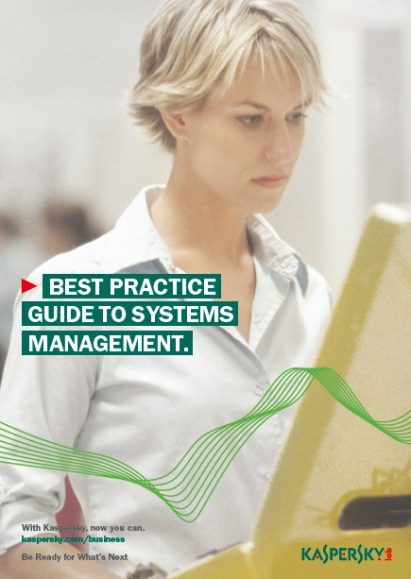 BEST PRACTICE
GUIDE TO SYSTEMS
MANAGEMENT.
With Kaspersky, now you can.
kaspersky.com/business
Be Ready for What's Next
KASPERSKY lab